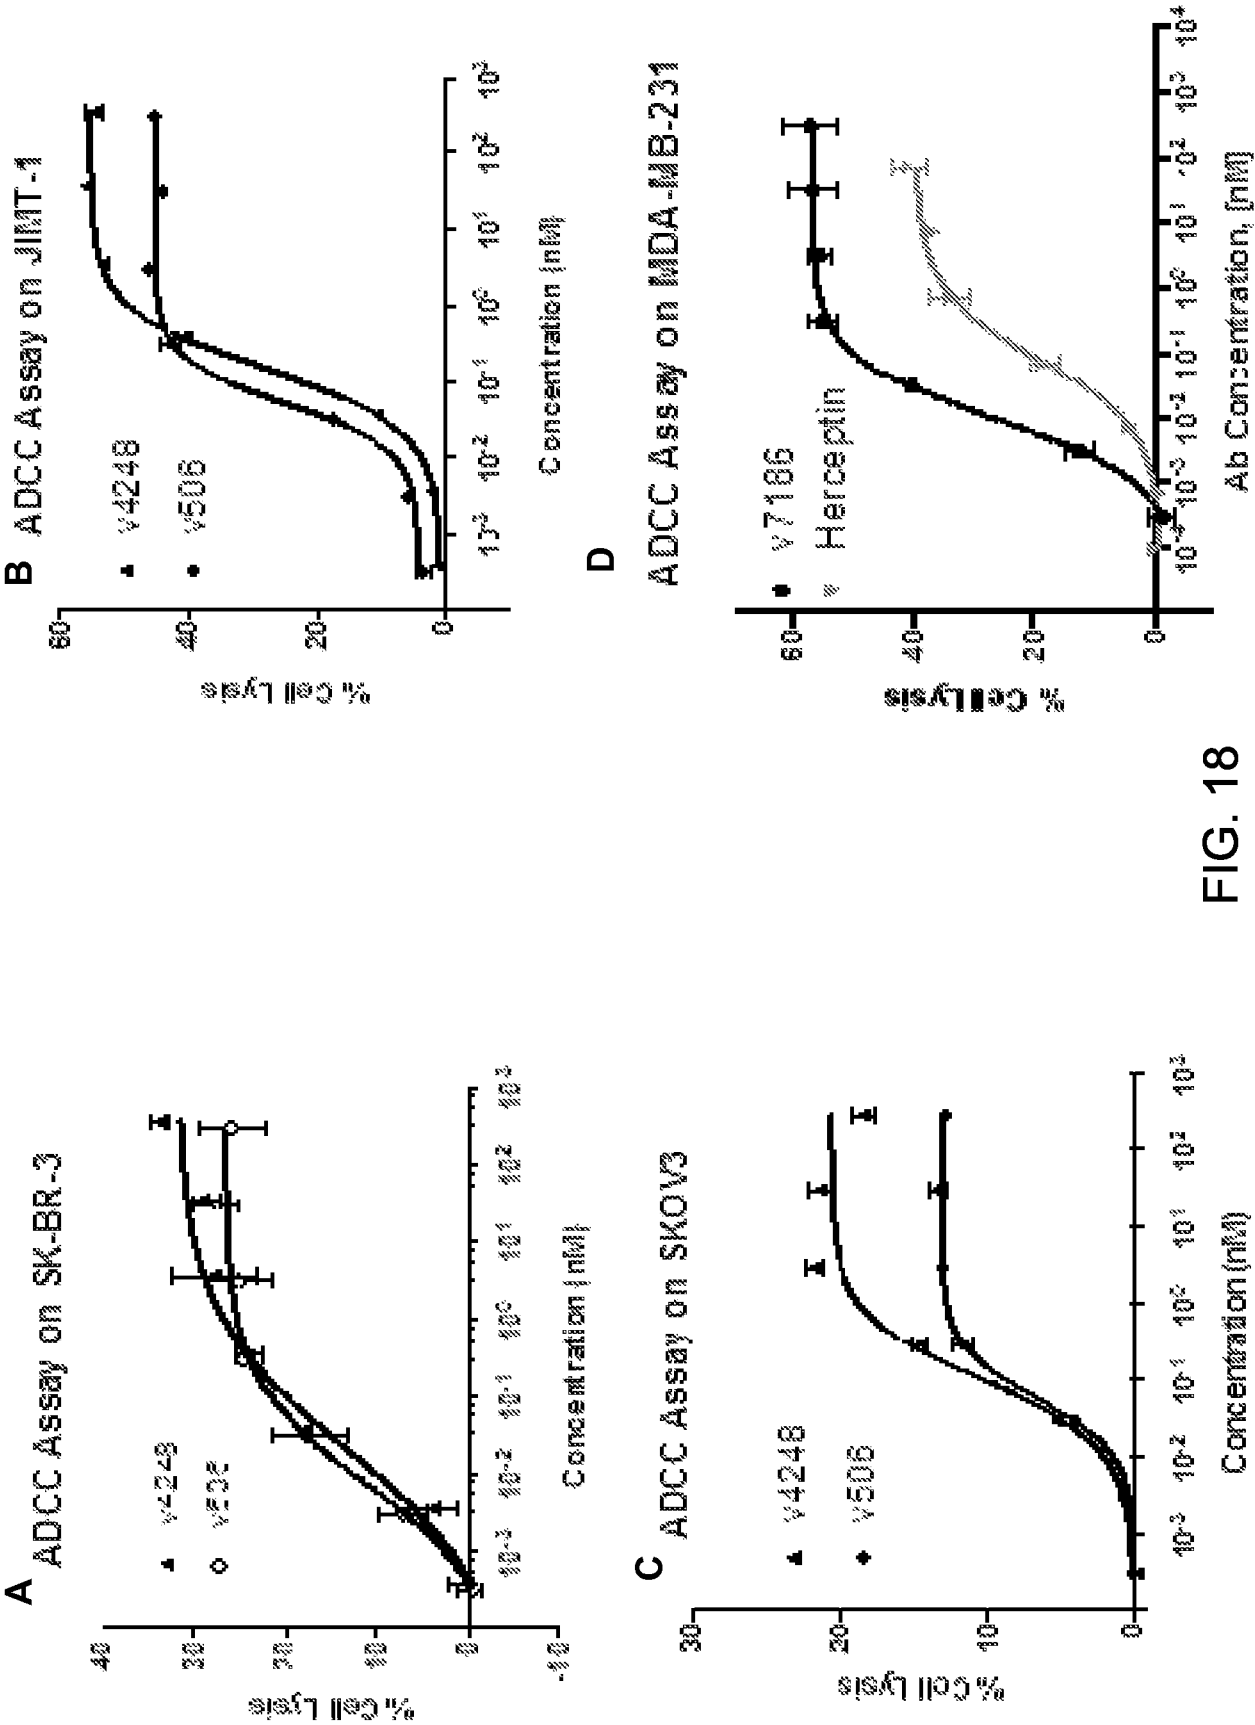 A
ADCC Assay on SK-BR-3
v4248
v506
% Cell Lysis
40
30
20
10
0
-10
10-3
10-2
10-1
100
101
102
103
Concentration [nM]
B
ADCC Assay on JIMT-1
v4248
v506
% Cell Lysis
60
40
20
0
10-3
10-2
10-1
100
101
102
103
Concentration [nM]
C
ADCC Assay on SKOV3
v4248
v506
% Cell Lysis
30
20
10
0
10-3
10-2
10-1
100
101
102
103
Concentration [nM]
D
ADCC Assay on MDA-MB-231
v7186
Herceptin
% Cell Lysis
60
40
20
0
10-4
10-3
10-2
10-1
100
101
102
103
104
Ab Concentration, [nM]
FIG. 18